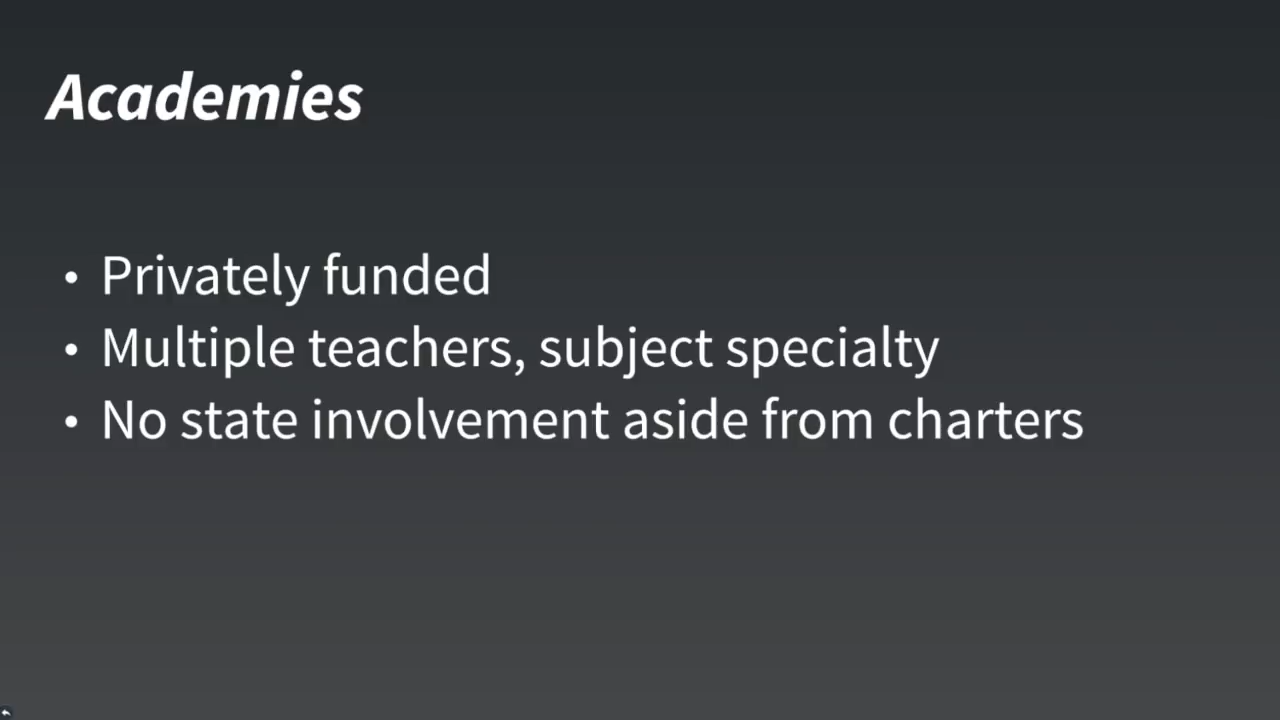 Academies
• Privately funded
• Multiple teachers, subject specialty
• No state involvement aside from charters